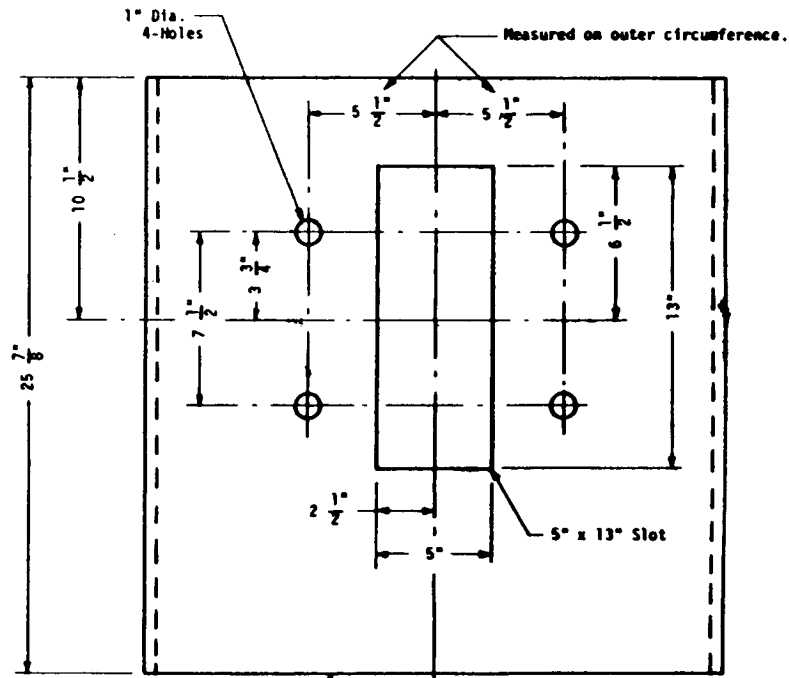 1" Dia.
4-Holes
Measured on outer circumference.
5 1/2"
5 1/2"
10 1/2"
6 1/2"
3 3/4"
7 1/2"
13"
25 7/8"
2 1/2"
5"
5" x 13" Slot